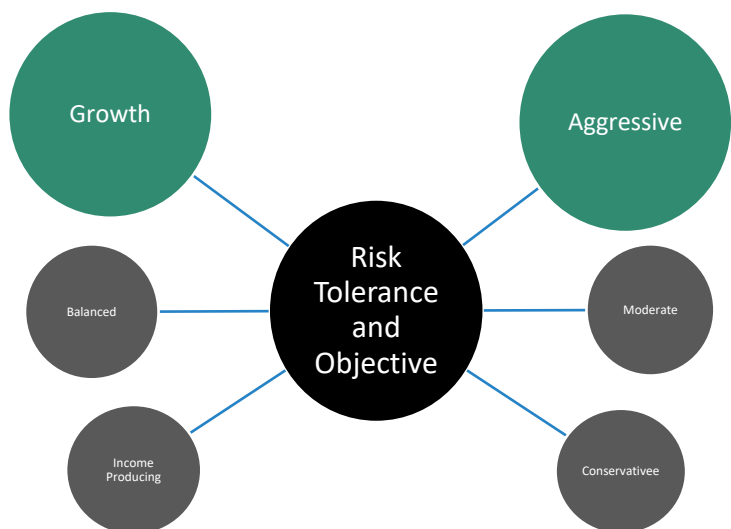 Growth
Aggressive
Risk
Tolerance
and
Objective
Balanced
Moderate
Income
Producing
Conservativee